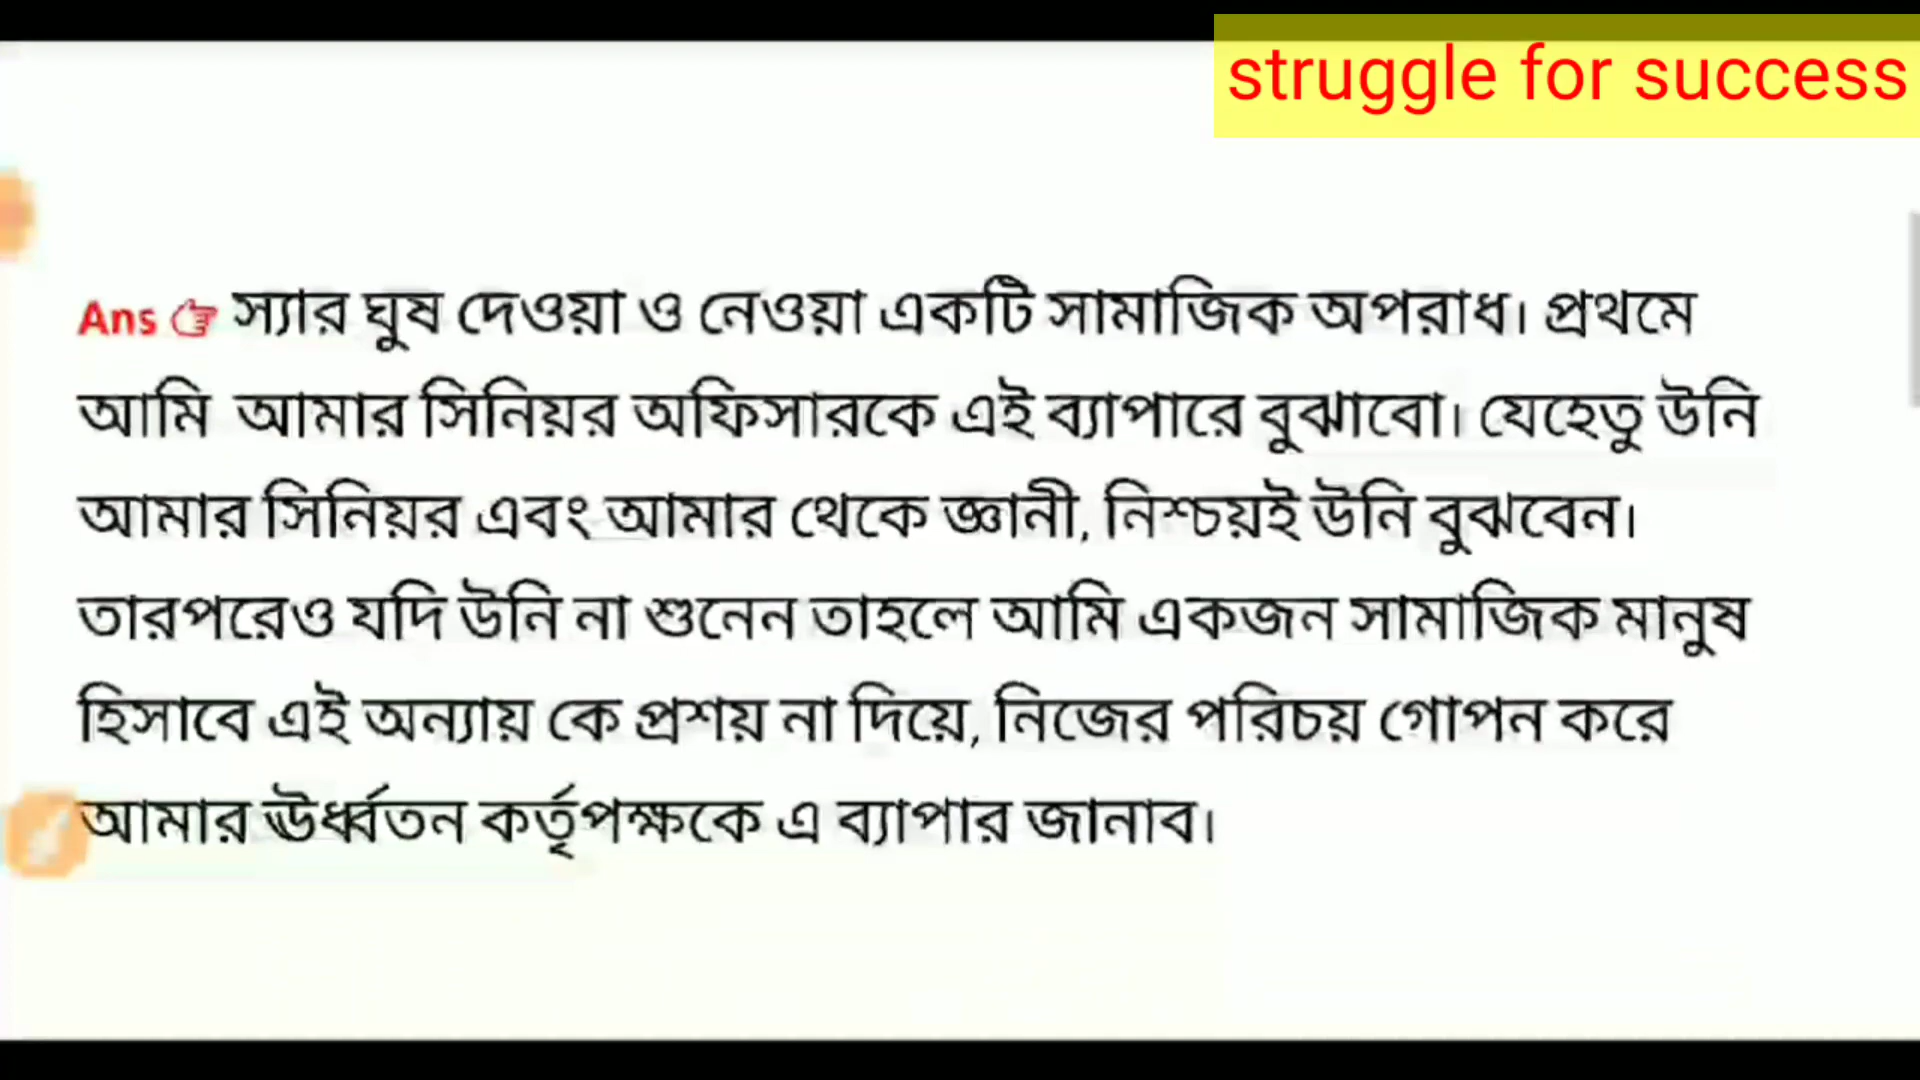 struggle for success
Ans 👉 স্যার ঘুষ দেওয়া ও নেওয়া একটি সামাজিক অপরাধ। প্রথমে
আমি আমার সিনিয়র অফিসারকে এই ব্যাপারে বুঝাবো। যেহেতু উনি
আমার সিনিয়র এবং আমার থেকে জ্ঞানী, নিশ্চয়ই উনি বুঝবেন।
তারপরেও যদি উনি না শুনেন তাহলে আমি একজন সামাজিক মানুষ
হিসাবে এই অন্যায় কে প্রশয় না দিয়ে, নিজের পরিচয় গোপন করে
আমার ঊর্ধ্বতন কর্তৃপক্ষকে এ ব্যাপার জানাব।